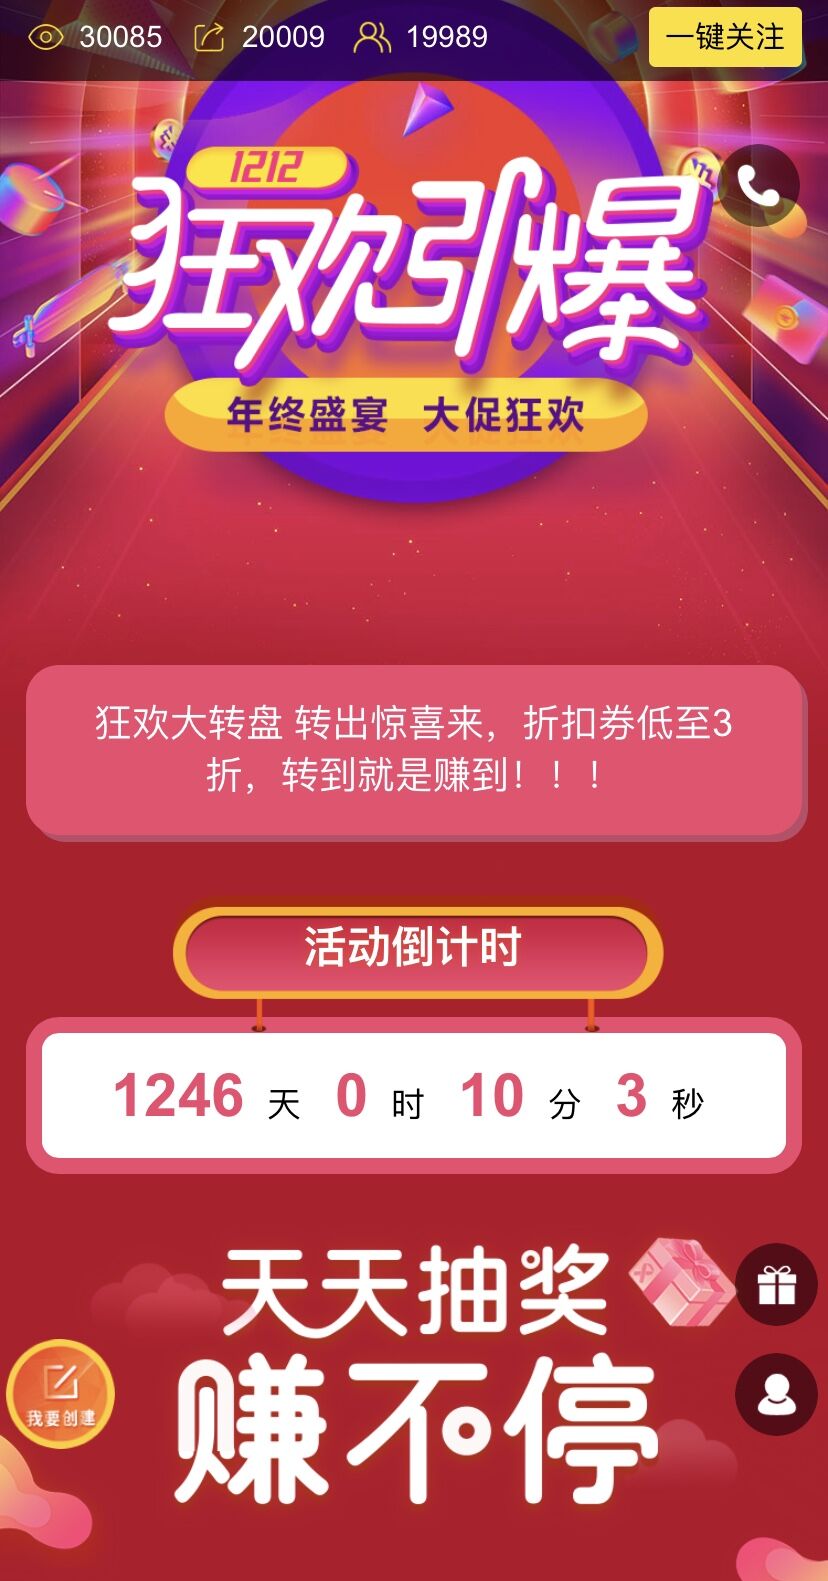 30085 20009 19989 一键关注
1212
狂欢引爆
年终盛宴 大促狂欢
狂欢大转盘 转出惊喜来，折扣券低至3
折，转到就是赚到！！！
活动倒计时
1246 天 0 时 10 分 3 秒
天天抽奖
赚不停
我要创建